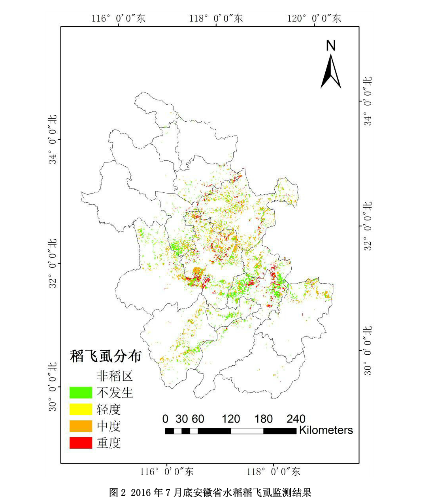 116° 0′0″东 118° 0′0″东 120° 0′0″东
N
34° 0′0″北
34° 0′0″北
32° 0′0″北
32° 0′0″北
30° 0′0″北
30° 0′0″北
稻飞虱分布
非稻区
不发生
轻度
中度
重度
0 30 60 120 180 240
Kilometers
116° 0′0″东 118° 0′0″东
图 2 2016 年 7 月底安徽省水稻稻飞虱监测结果